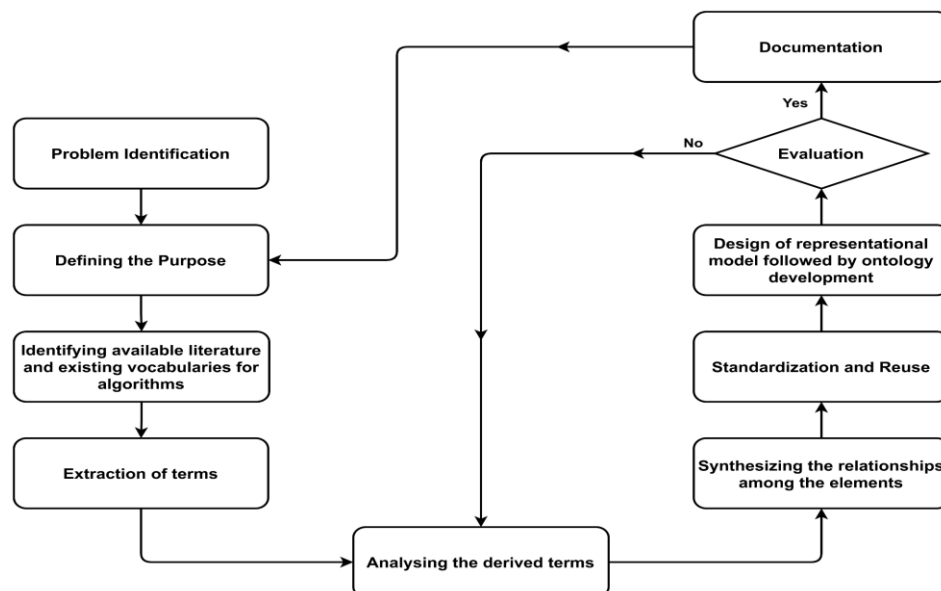 Documentation
Yes
Problem Identification
No
Evaluation
Defining the Purpose
Design of representational
model followed by ontology
development
Identifying available literature
and existing vocabularies for
algorithms
Standardization and Reuse
Extraction of terms
Synthesizing the relationships
among the elements
Analysing the derived terms